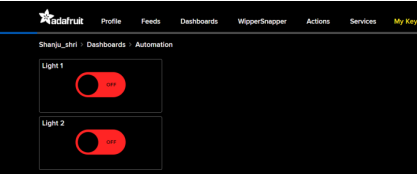 adafruit Profile Feeds Dashboards WipperSnapper Actions Services My Key
Shanju_shri > Dashboards > Automation
Light 1
OFF
Light 2
OFF